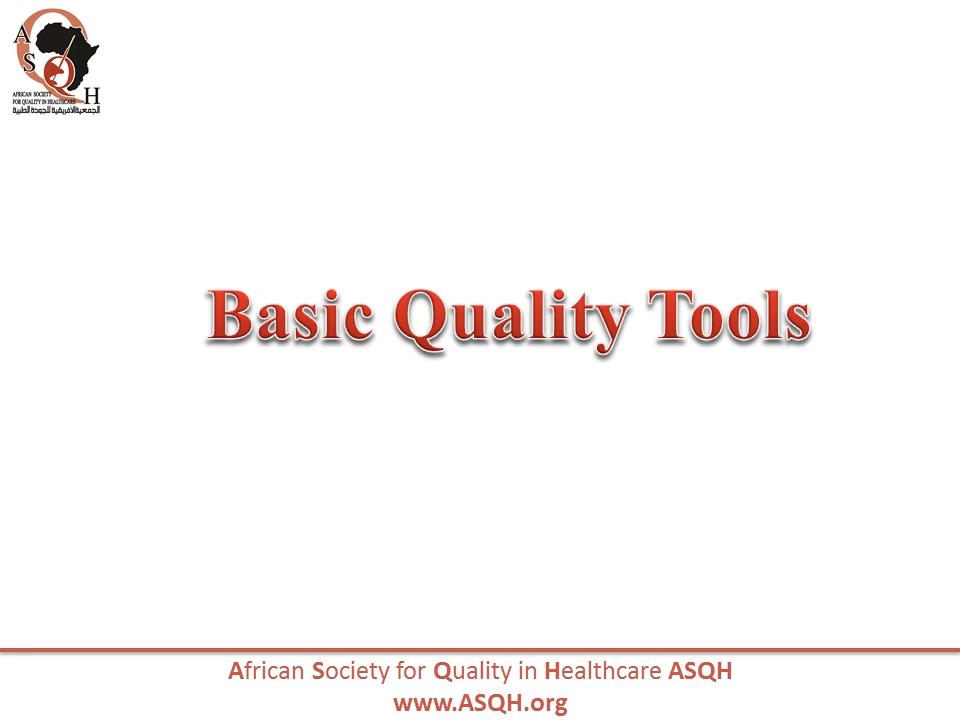 A
S
Q
H
AFRICAN SOCIETY
FOR QUALITY IN HEALTHCARE
الجمعية الافريقية للجودة الطبية
Basic Quality Tools
African Society for Quality in Healthcare ASQH
www.ASQH.org